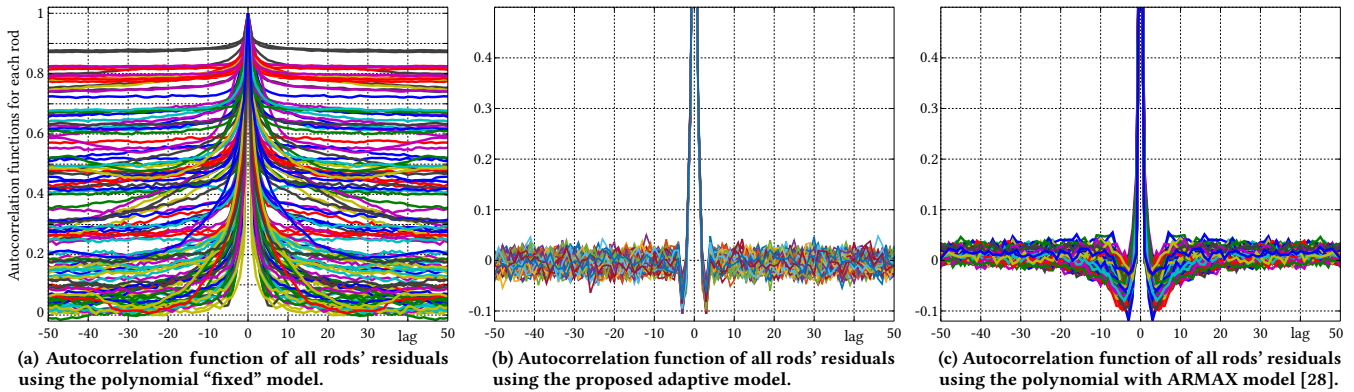 Autocorrelation functions for each rod
1
0.8
0.6
0.4
0.2
0
-50 -40 -30 -20 -10 0 10 20 30 lag 50
(a) Autocorrelation function of all rods' residuals
using the polynomial “fixed” model.
0.4
0.3
0.2
0.1
0
-0.1
-50 -40 -30 -20 -10 0 10 20 30 lag 50
(b) Autocorrelation function of all rods' residuals
using the proposed adaptive model.
0.4
0.3
0.2
0.1
0
-0.1
-50 -40 -30 -20 -10 0 10 20 30 lag 50
(c) Autocorrelation function of all rods' residuals
using the polynomial with ARMAX model [28].